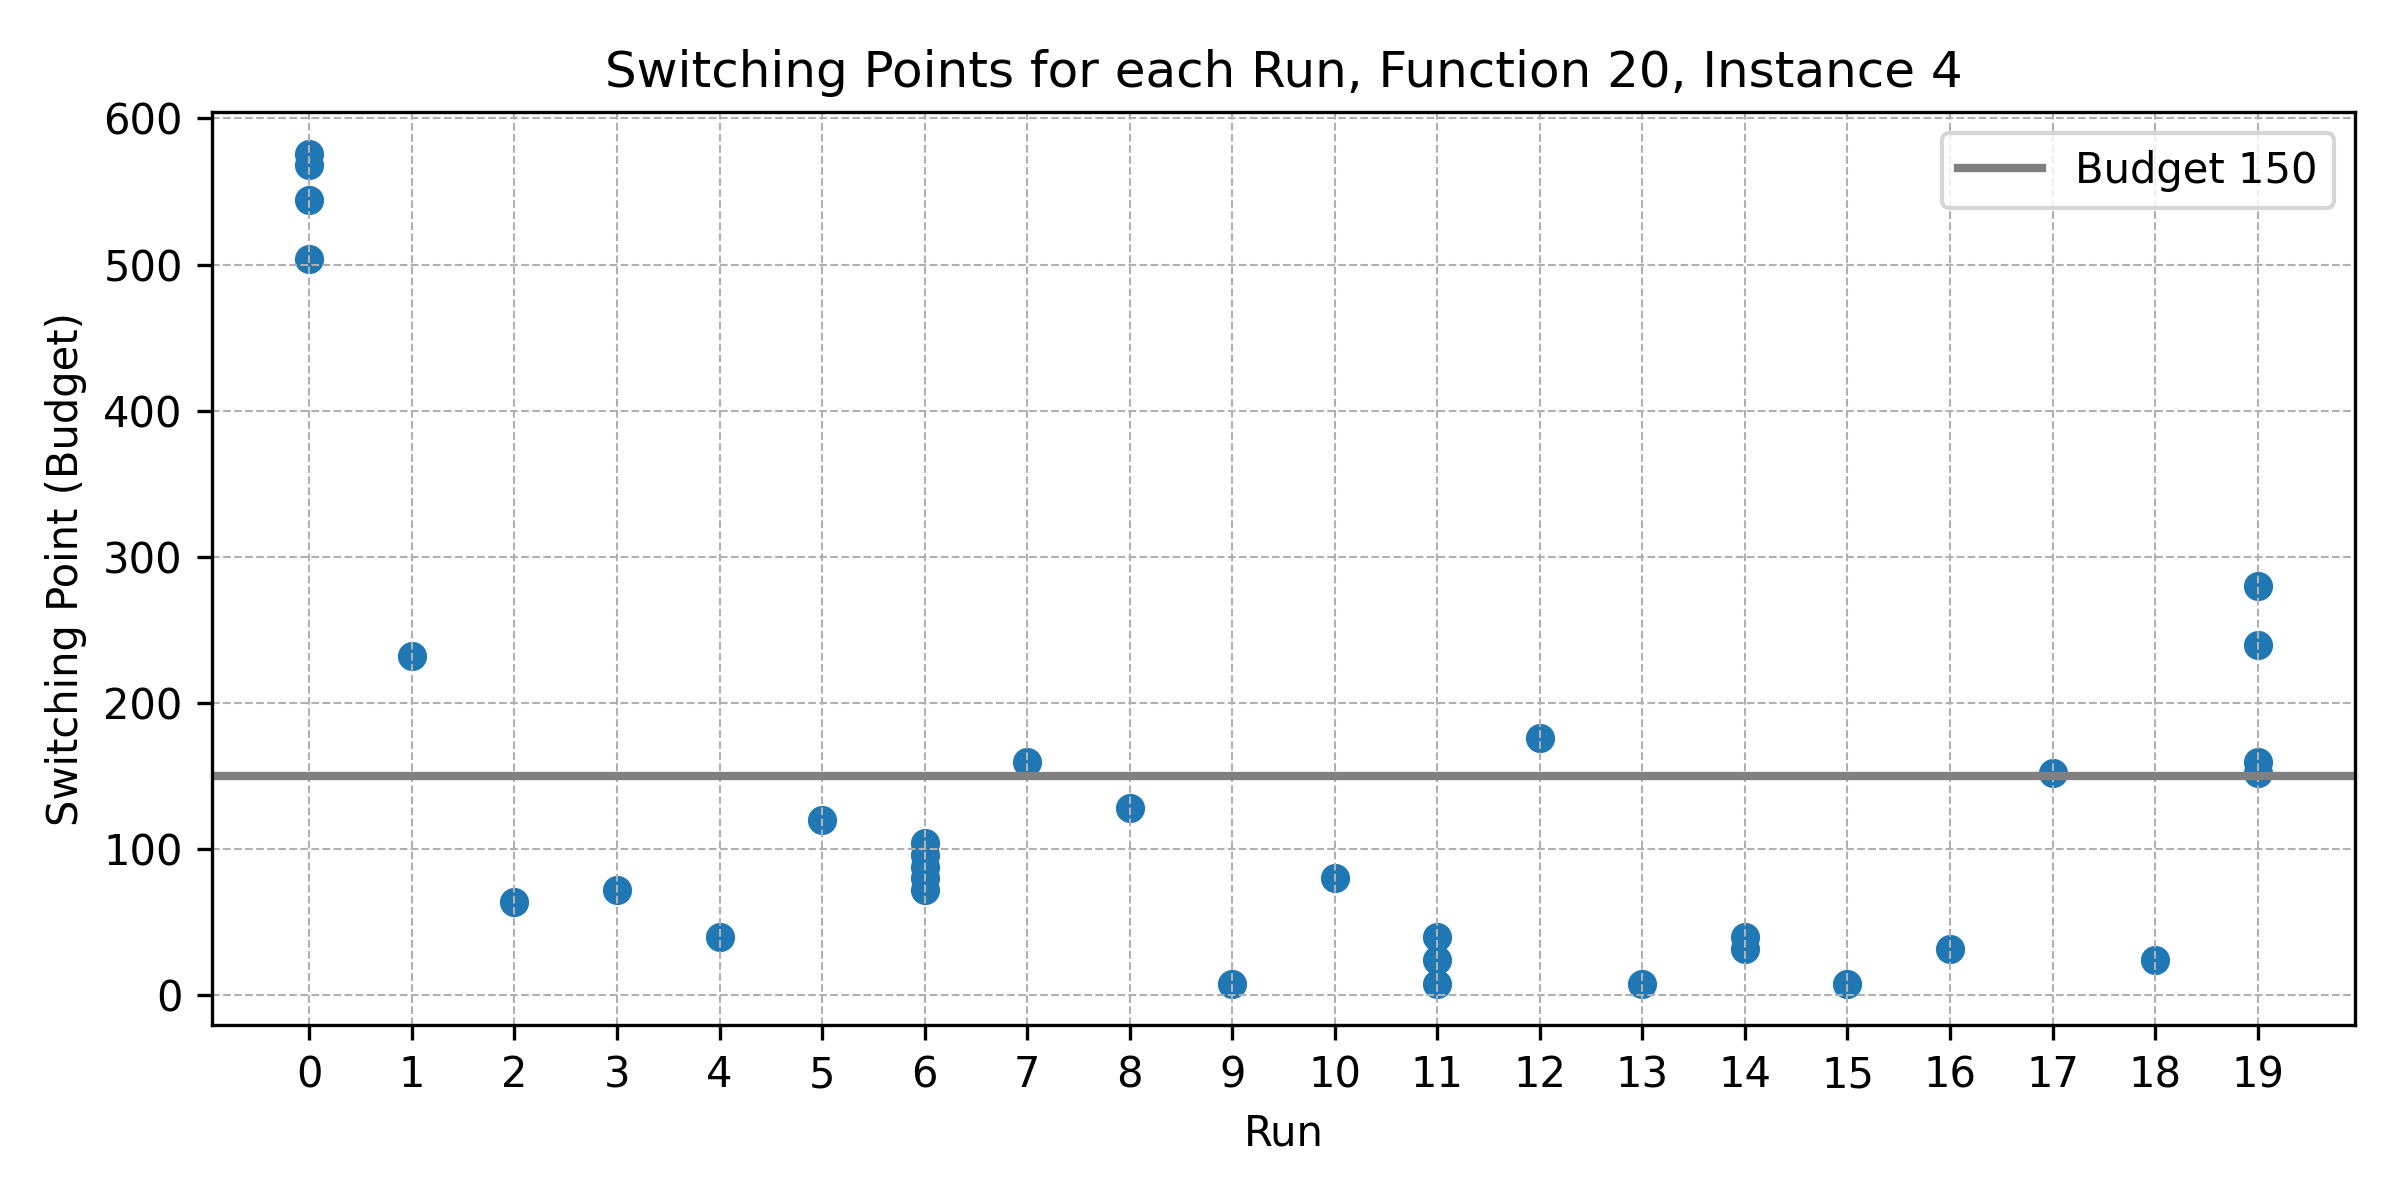 Switching Points for each Run, Function 20, Instance 4
Switching Point (Budget)
600
500
400
300
200
100
0
Budget 150
0 1 2 3 4 5 6 7 8 9 10 11 12 13 14 15 16 17 18 19
Run